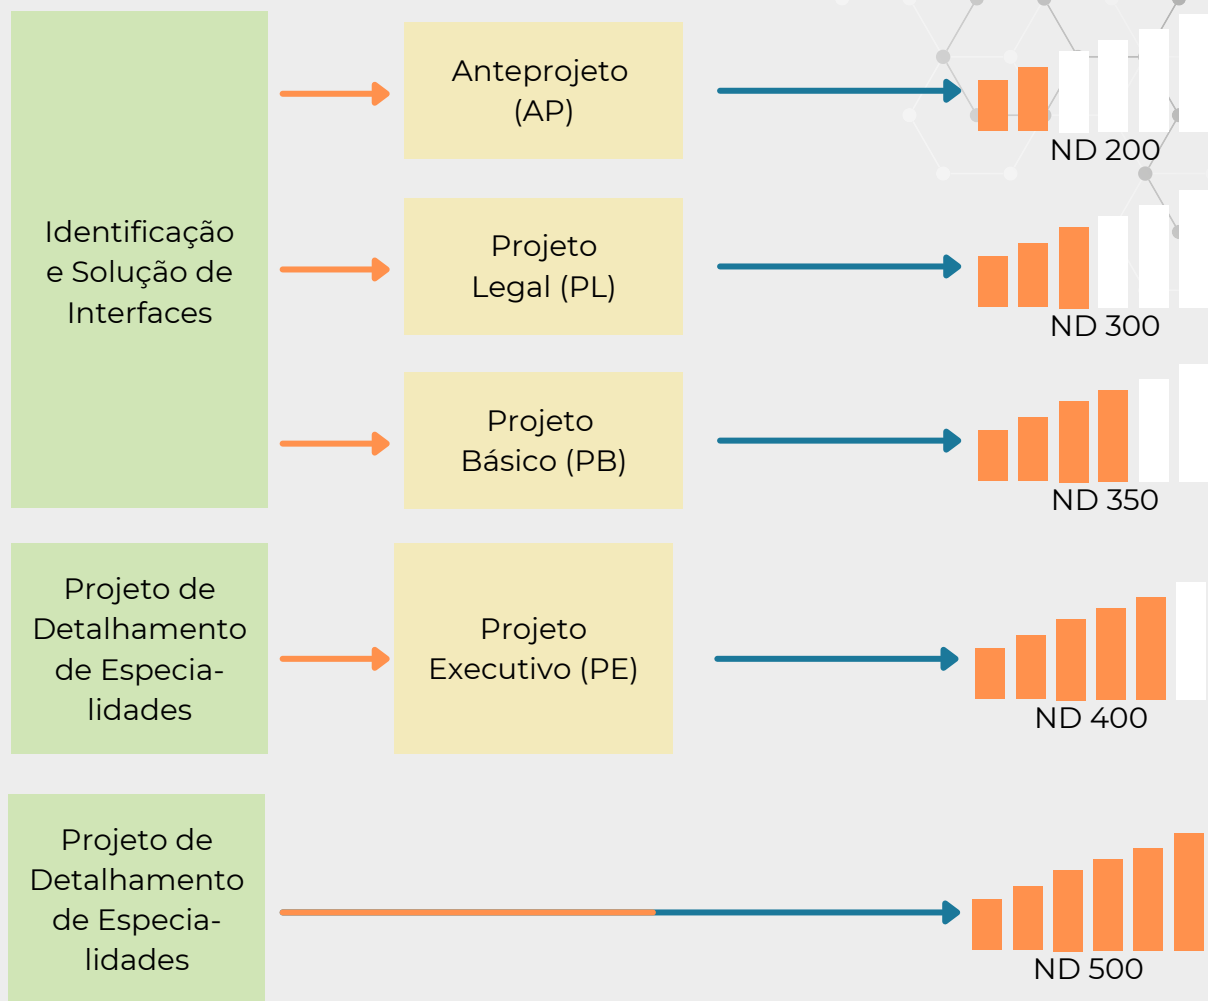 Identificação
e Solução de
Interfaces
Anteprojeto
(AP)
ND 200
Projeto
Legal (PL)
ND 300
Projeto
Básico (PB)
ND 350
Projeto de
Detalhamento
de Especia-
lidades
Projeto
Executivo (PE)
ND 400
Projeto de
Detalhamento
de Especia-
lidades
ND 500